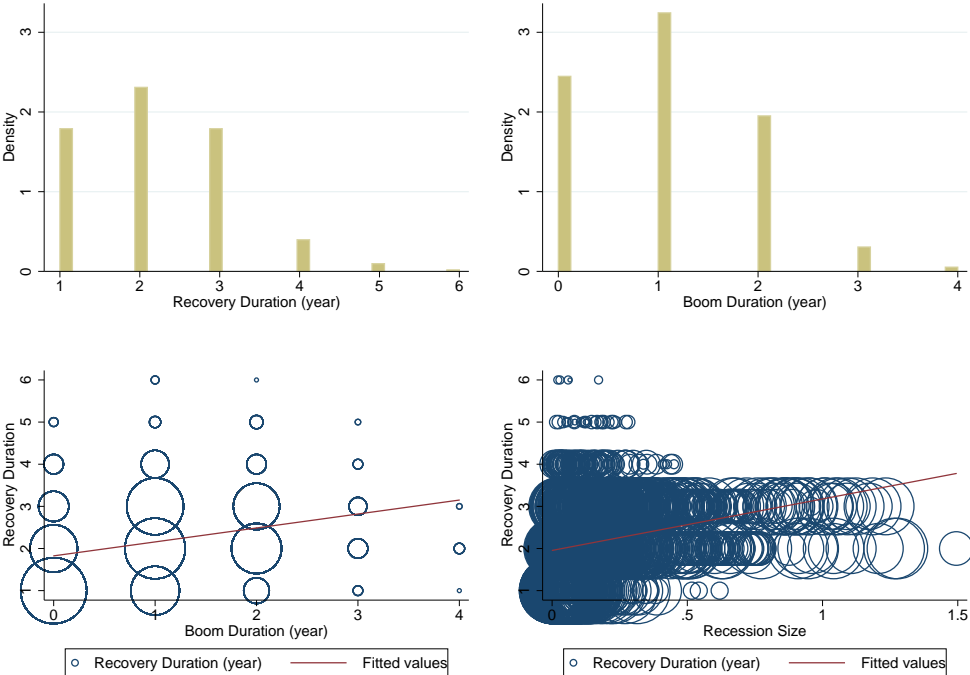 3
2
1
0
Density
1 2 3 4 5 6
Recovery Duration (year)
3
2
1
0
Density
0 1 2 3 4
Boom Duration (year)
6
5
4
3
2
1
Recovery Duration
0 1 2 3 4
Boom Duration (year)
Recovery Duration (year) Fitted values
6
5
4
3
2
1
Recovery Duration
0 .5 1 1.5
Recession Size
Recovery Duration (year) Fitted values